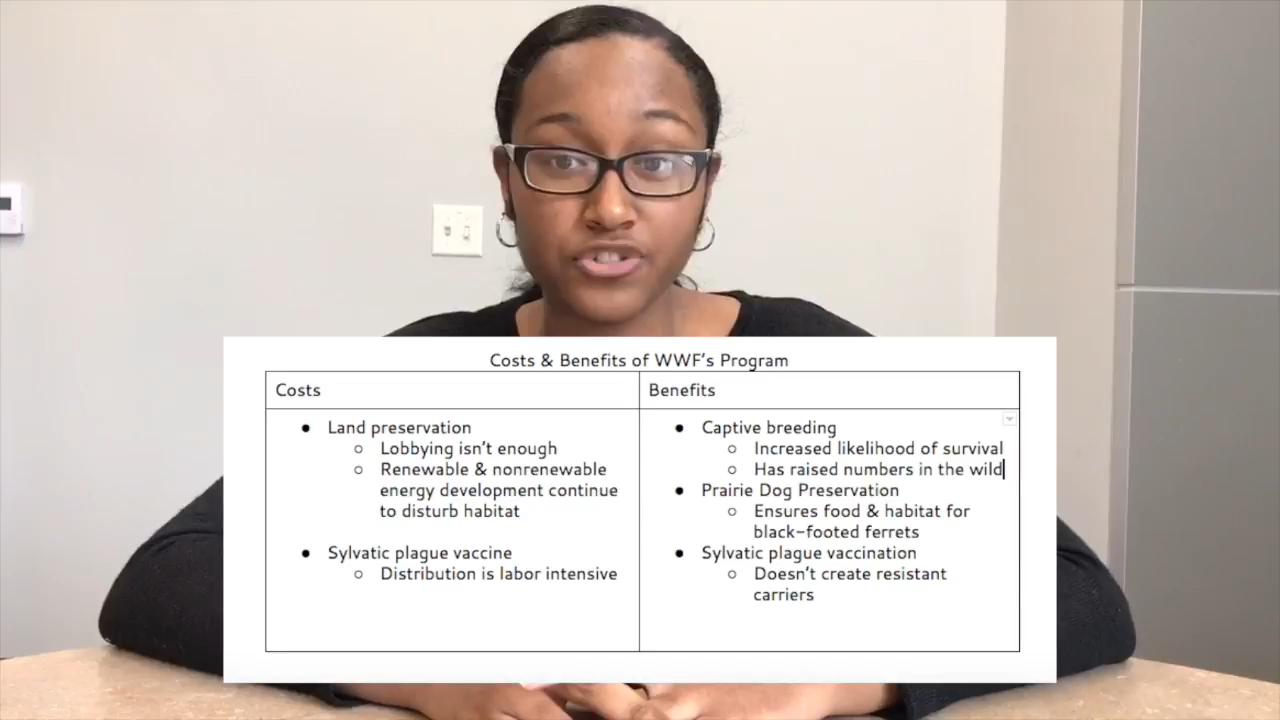 Costs & Benefits of WWF's Program
Costs
Benefits
● Land preservation
○ Lobbying isn't enough
○ Renewable & nonrenewable
energy development continue
to disturb habitat
● Sylvatic plague vaccine
○ Distribution is labor intensive
● Captive breeding
○ Increased likelihood of survival
○ Has raised numbers in the wild
● Prairie Dog Preservation
○ Ensures food & habitat for
black-footed ferrets
● Sylvatic plague vaccination
○ Doesn't create resistant
carriers